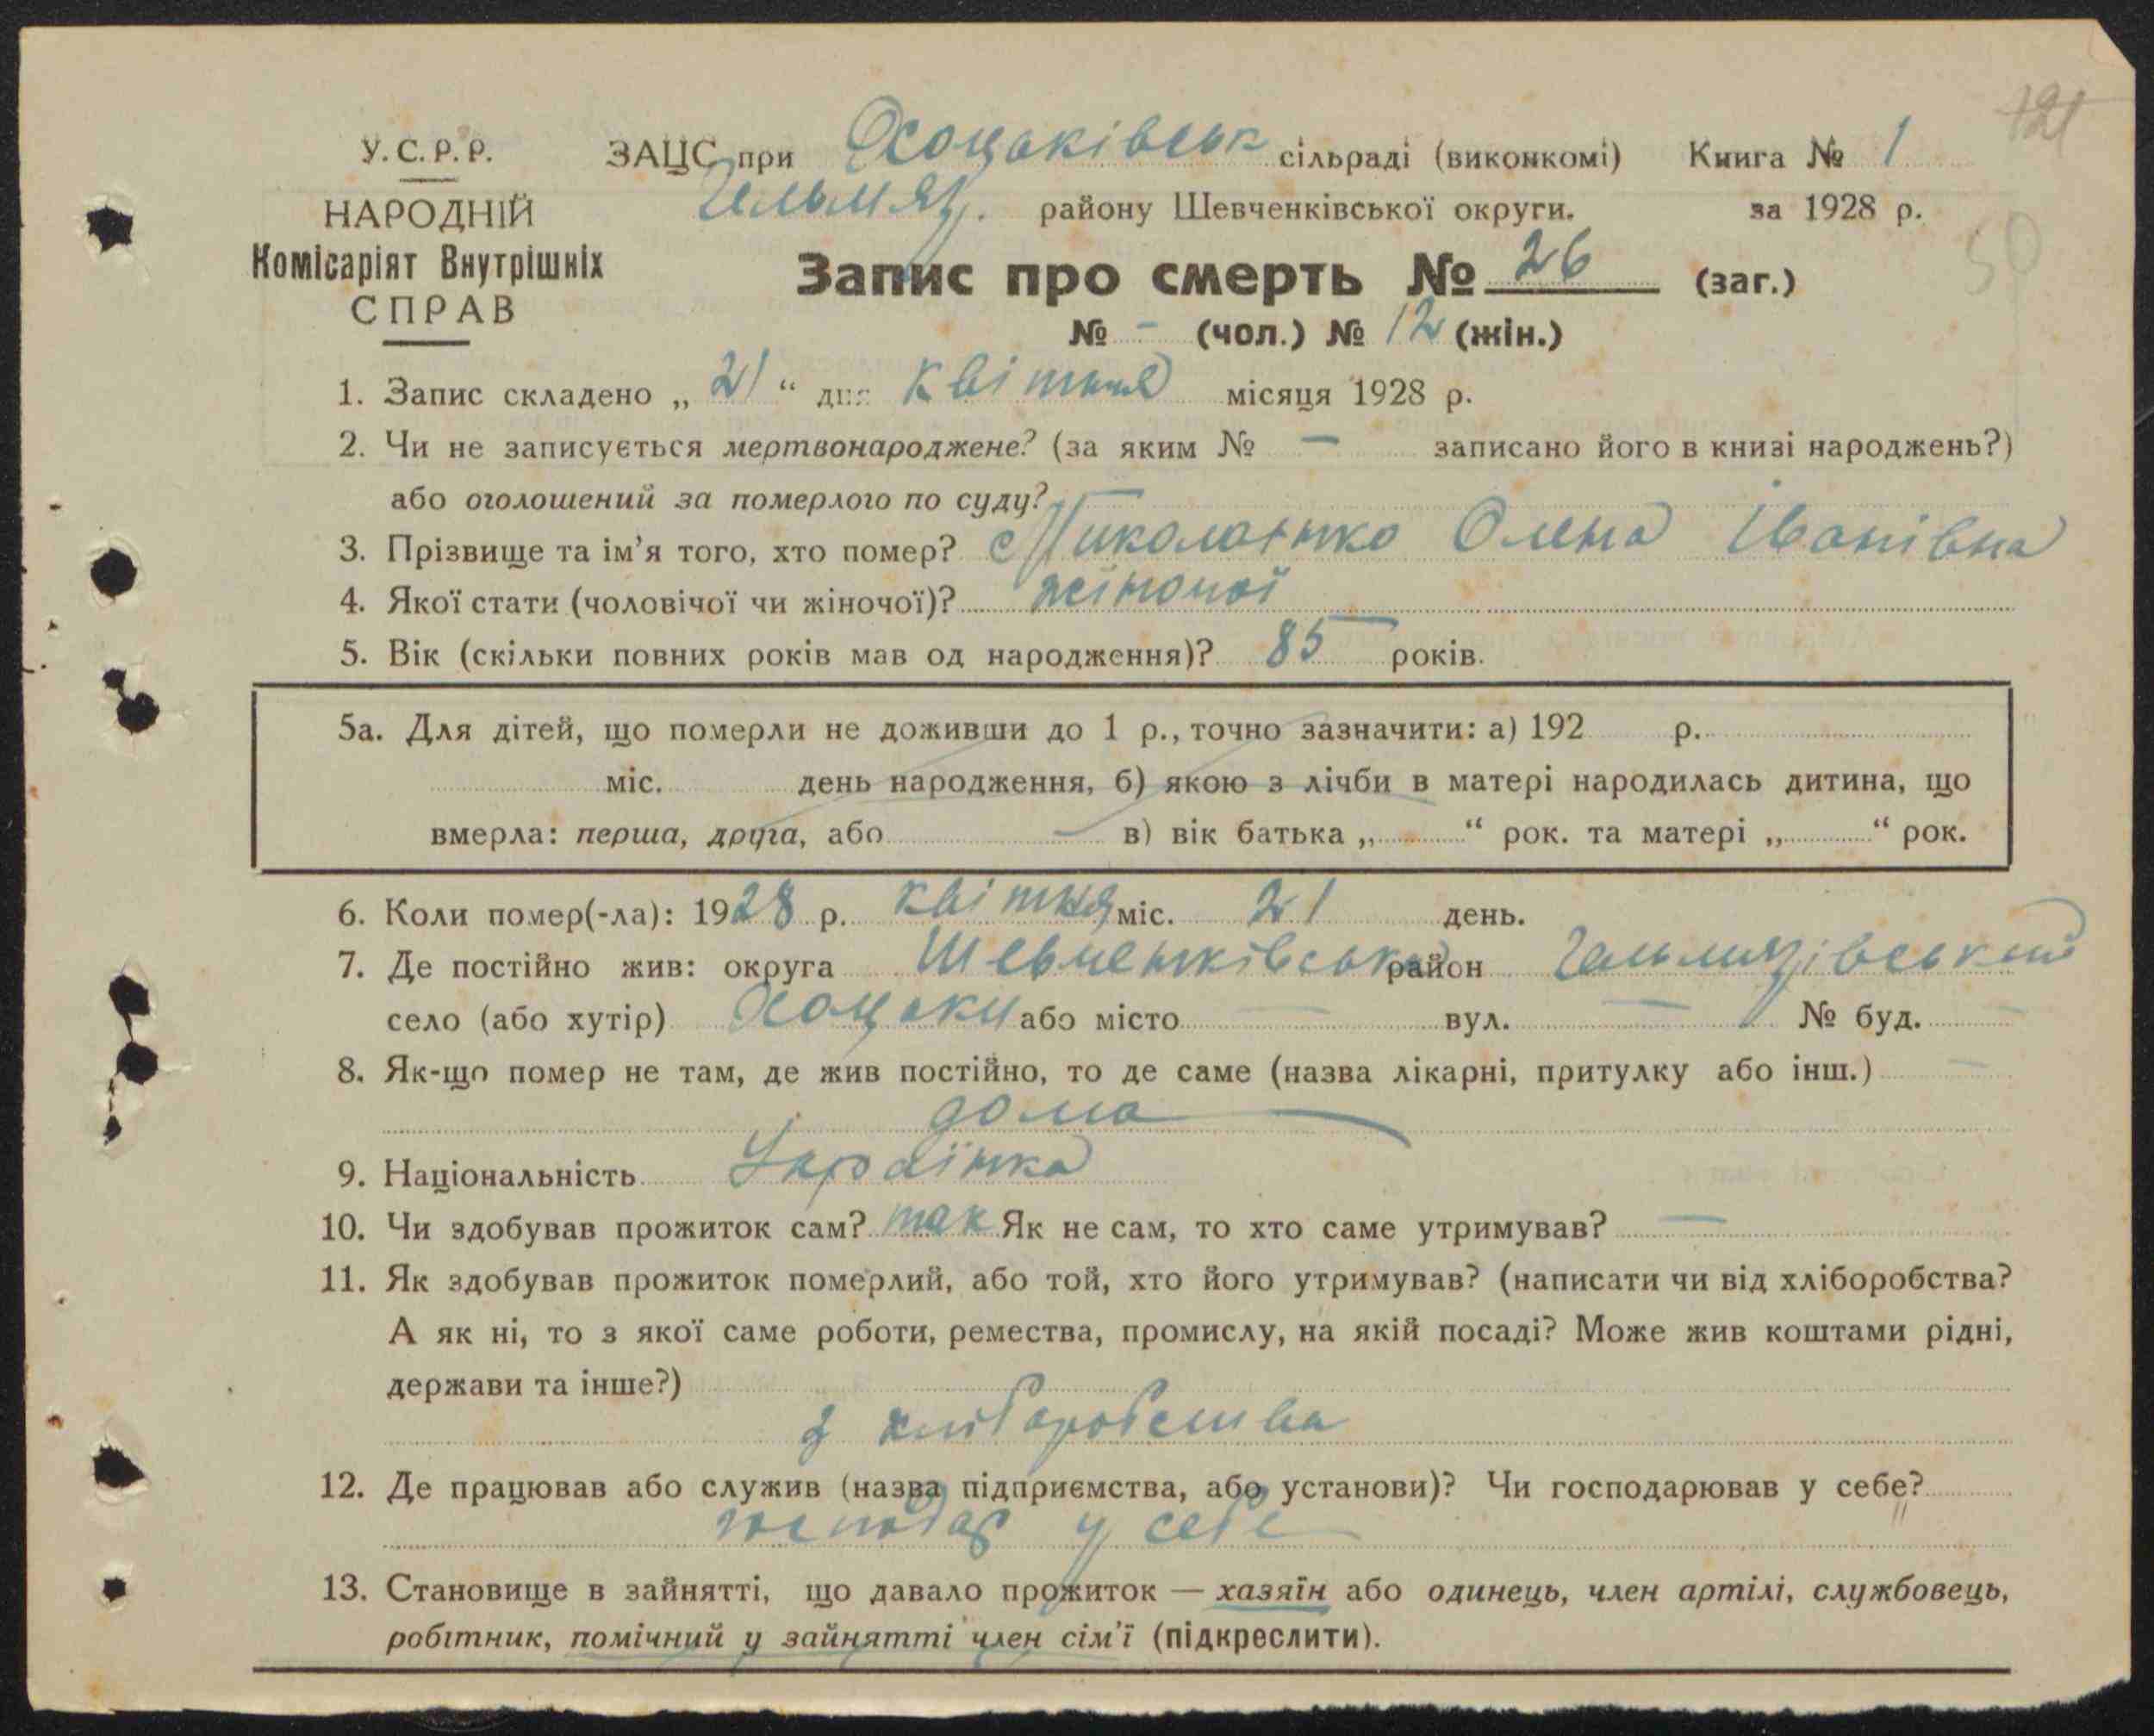 121
У.С.Р.Р. ЗАЦС при Хоцьківськ сільраді (виконкомі) Книга № 1
НАРОДНІЙ Гельмяз. району Шевченківської округи. за 1928 р.
50
Комісаріят Внутрішніх
СПРАВ
Запис про смерть № 26 (заг.)
№ - (чол.) № 12 (жін.)
1. Запис складено „ 21 “ дня квітня місяця 1928 р.
2. Чи не записується мертвонароджене? (за яким № — записано його в книзі народжень?)
або оголошений за померлого по суду? —
3. Прізвище та ім’я того, хто помер? Олена Іванівна
4. Якої стати (чоловічої чи жіночої)? жіночої
5. Вік (скільки повних років мав од народження)? 85 років.
5а. Для дітей, що померли не доживши до 1 р., точно зазначити: а) 192 р.
міс. день народження, б) якою з лічби в матері народилась дитина, що
вмерла: перша, друга, або — в) вік батька „ “ рок. та матері „ “ рок.
6. Коли помер(-ла): 1928 р. квітня міс. 21 день.
7. Де постійно жив: округа Шевченківська район Гельмязівський
село (або хутір) Хоцьки або місто — вул. — № буд. —
8. Як-що помер не там, де жив постійно, то де саме (назва лікарні, притулку або інш.) —
дома
9. Національність Українка
10. Чи здобував прожиток сам? так Як не сам, то хто саме утримував? —
11. Як здобував прожиток померлий, або той, хто його утримував? (написати чи від хліборобства?
А як ні, то з якої саме роботи, ремества, промислу, на якій посаді? Може жив коштами рідні,
держави та інше?)
з хліборобства
12. Де працював або служив (назва підприємства, або установи)? Чи господарював у себе?
господар у себе
13. Становище в зайнятті, що давало прожиток — хазяїн або одинець, член артілі, службовець,
робітник, помічний у зайнятті член сім’ї (підкреслити).